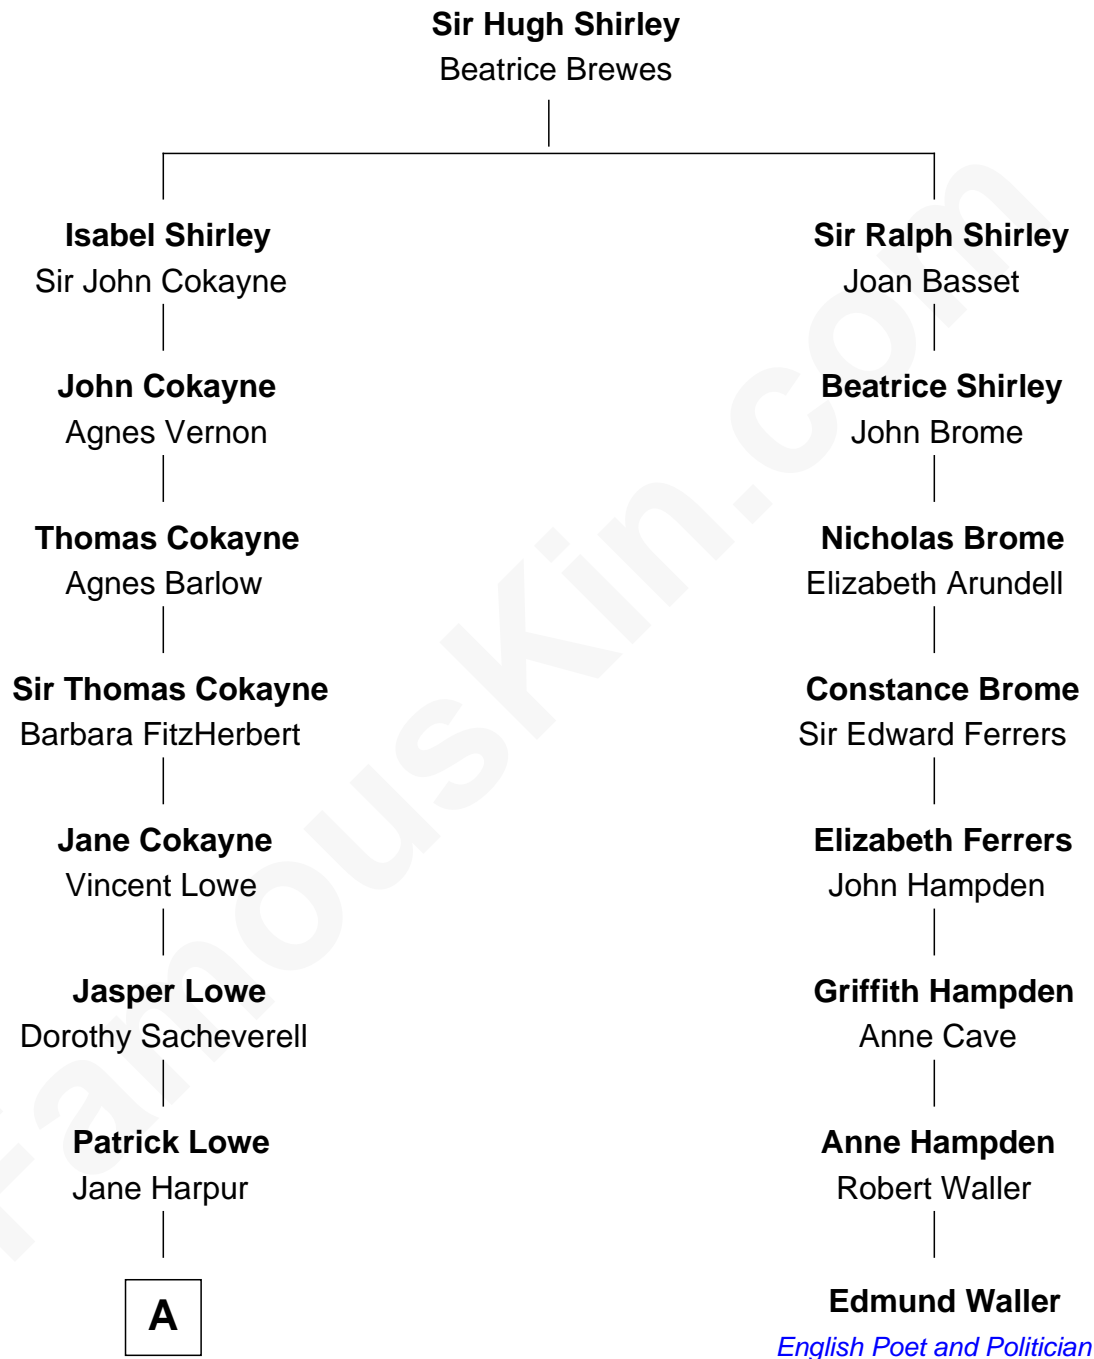 Sir Hugh Shirley
Beatrice Brewes
Isabel Shirley
Sir John Cokayne
John Cokayne
Agnes Vernon
Thomas Cokayne
Agnes Barlow
Sir Thomas Cokayne
Barbara FitzHerbert
Jane Cokayne
Vincent Lowe
Jasper Lowe
Dorothy Sacheverell
Patrick Lowe
Jane Harpur
A
Sir Ralph Shirley
Joan Basset
Beatrice Shirley
John Brome
Nicholas Brome
Elizabeth Arundell
Constance Brome
Sir Edward Ferrers
Elizabeth Ferrers
John Hampden
Griffith Hampden
Anne Cave
Anne Hampden
Robert Waller
Edmund Waller
English Poet and Politician
FamousKin.com